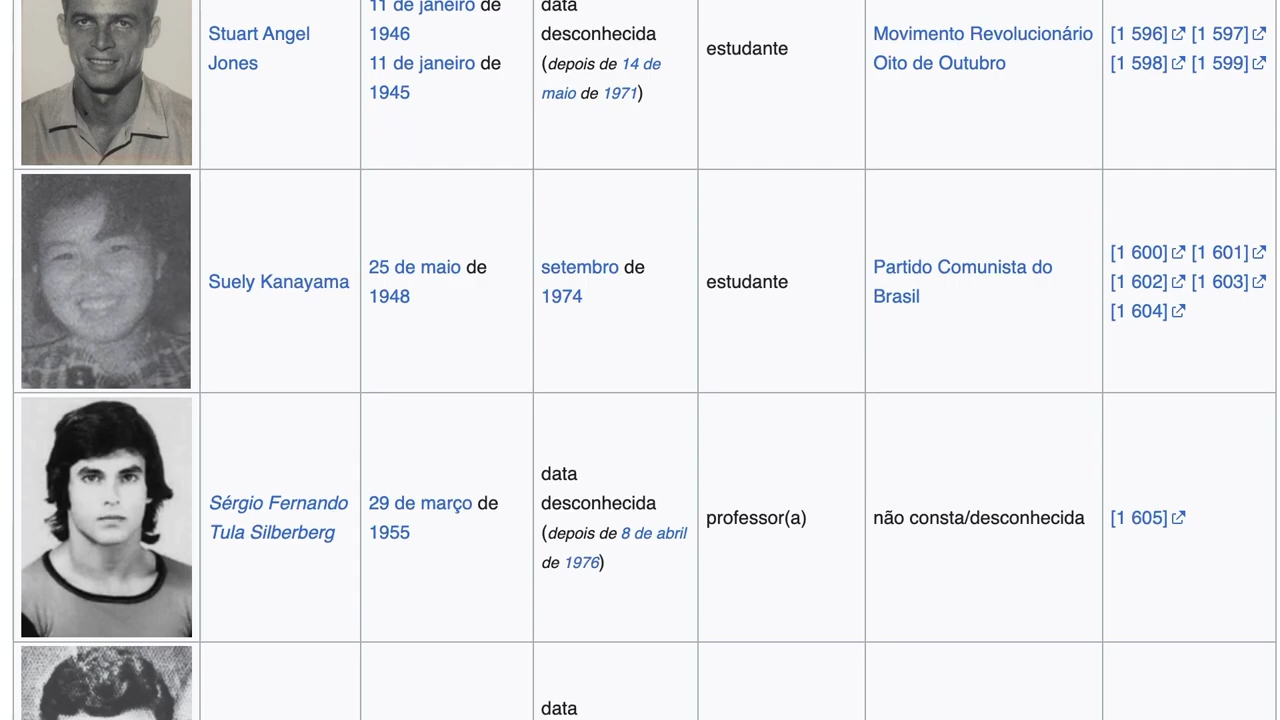 11 de janeiro de
1946
11 de janeiro de
1945
data
desconhecida
(depois de 14 de
maio de 1971)
Stuart Angel
Jones
estudante
Movimento Revolucionário
Oito de Outubro
[1 596] [1 597]
[1 598] [1 599]
Suely Kanayama
25 de maio de
1948
setembro de
1974
estudante
Partido Comunista do
Brasil
[1 600] [1 601]
[1 602] [1 603]
[1 604]
Sérgio Fernando
Tula Silberberg
29 de março de
1955
data
desconhecida
(depois de 8 de abril
de 1976)
professor(a)
não consta/desconhecida
[1 605]
data